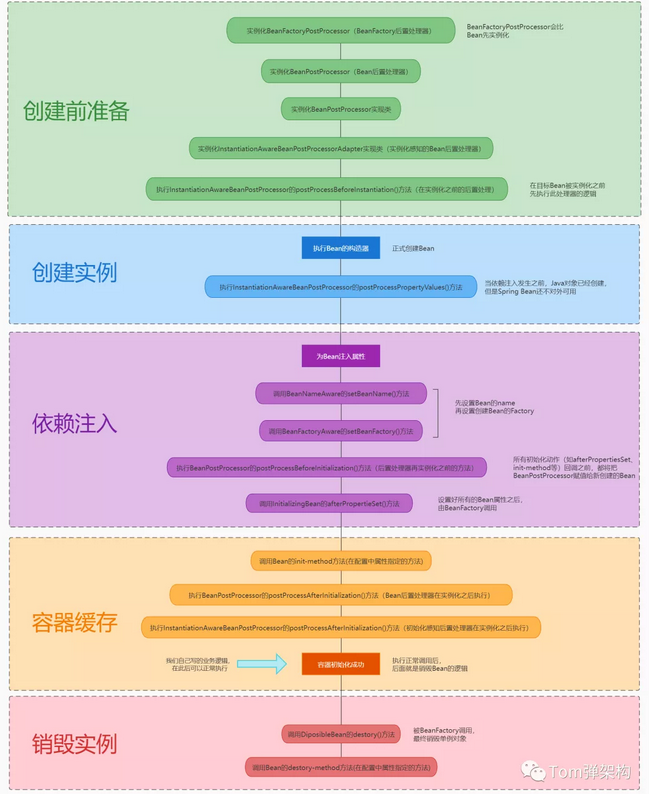 创建前准备
实例化BeanFactoryPostProcessor（BeanFactory后置处理器）
BeanFactoryPostProcessor会比
Bean先实例化
实例化BeanPostProcessor（Bean后置处理器）
实例化BeanPostProcessor实现类
实例化InstantiationAwareBeanPostProcessorAdapter实现类（实例化感知的Bean后置处理器）
执行InstantiationAwareBeanPostProcessor的postProcessBeforeInstantiation()方法（在实例化之前的后置处理）
在目标Bean被实例化之前
先执行此处理器的逻辑
创建实例
执行Bean的构造器
正式创建Bean
执行InstantiationAwareBeanPostProcessor的postProcessPropertyValues()方法
当依赖注入发生之前，Java对象已经创建，
但是Spring Bean还不对外可用
依赖注入
为Bean注入属性
调用BeanNameAware的setBeanName()方法
先设置Bean的name
再设置创建Bean的Factory
调用BeanFactoryAware的setBeanFactory()方法
执行BeanPostProcessor的postProcessBeforeInitialization()方法（后置处理器再实例化之前的方法）
所有初始化动作（如afterPropertiesSet、
init-method等）回调之前，都将把
BeanPostProcessor赋值给新创建的Bean
调用InitializingBean的afterPropertieSet()方法
设置好所有的Bean属性之后，
由BeanFactory调用
容器缓存
调用Bean的init-method方法(在配置中属性指定的方法)
执行BeanPostProcessor的postProcessAfterInitialization()方法（Bean后置处理器在实例化之后执行）
执行InstantiationAwareBeanPostProcessor的postProcessAfterInitialization()方法（初始化感知后置处理器在实例化之后执行）
我们自己写的业务逻辑，
在此后可以正常执行
容器初始化成功
执行正常调用后，
后面就是销毁Bean的逻辑
销毁实例
调用DiposibleBean的destory()方法
被BeanFactory调用，
最终销毁单例对象
调用Bean的destory-method方法(在配置中属性指定的方法)
Tom弹架构